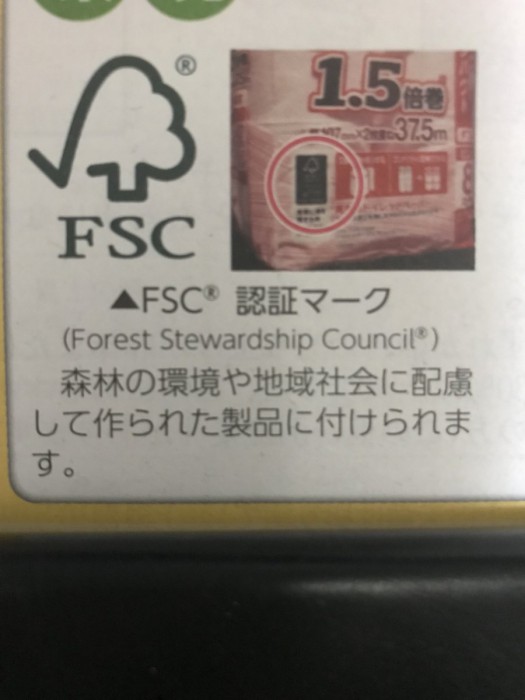 ®
FSC
1.5倍巻
37.5m
▲FSC® 認証マーク
(Forest Stewardship Council®)
森林の環境や地域社会に配慮
して作られた製品に付けられま
す。